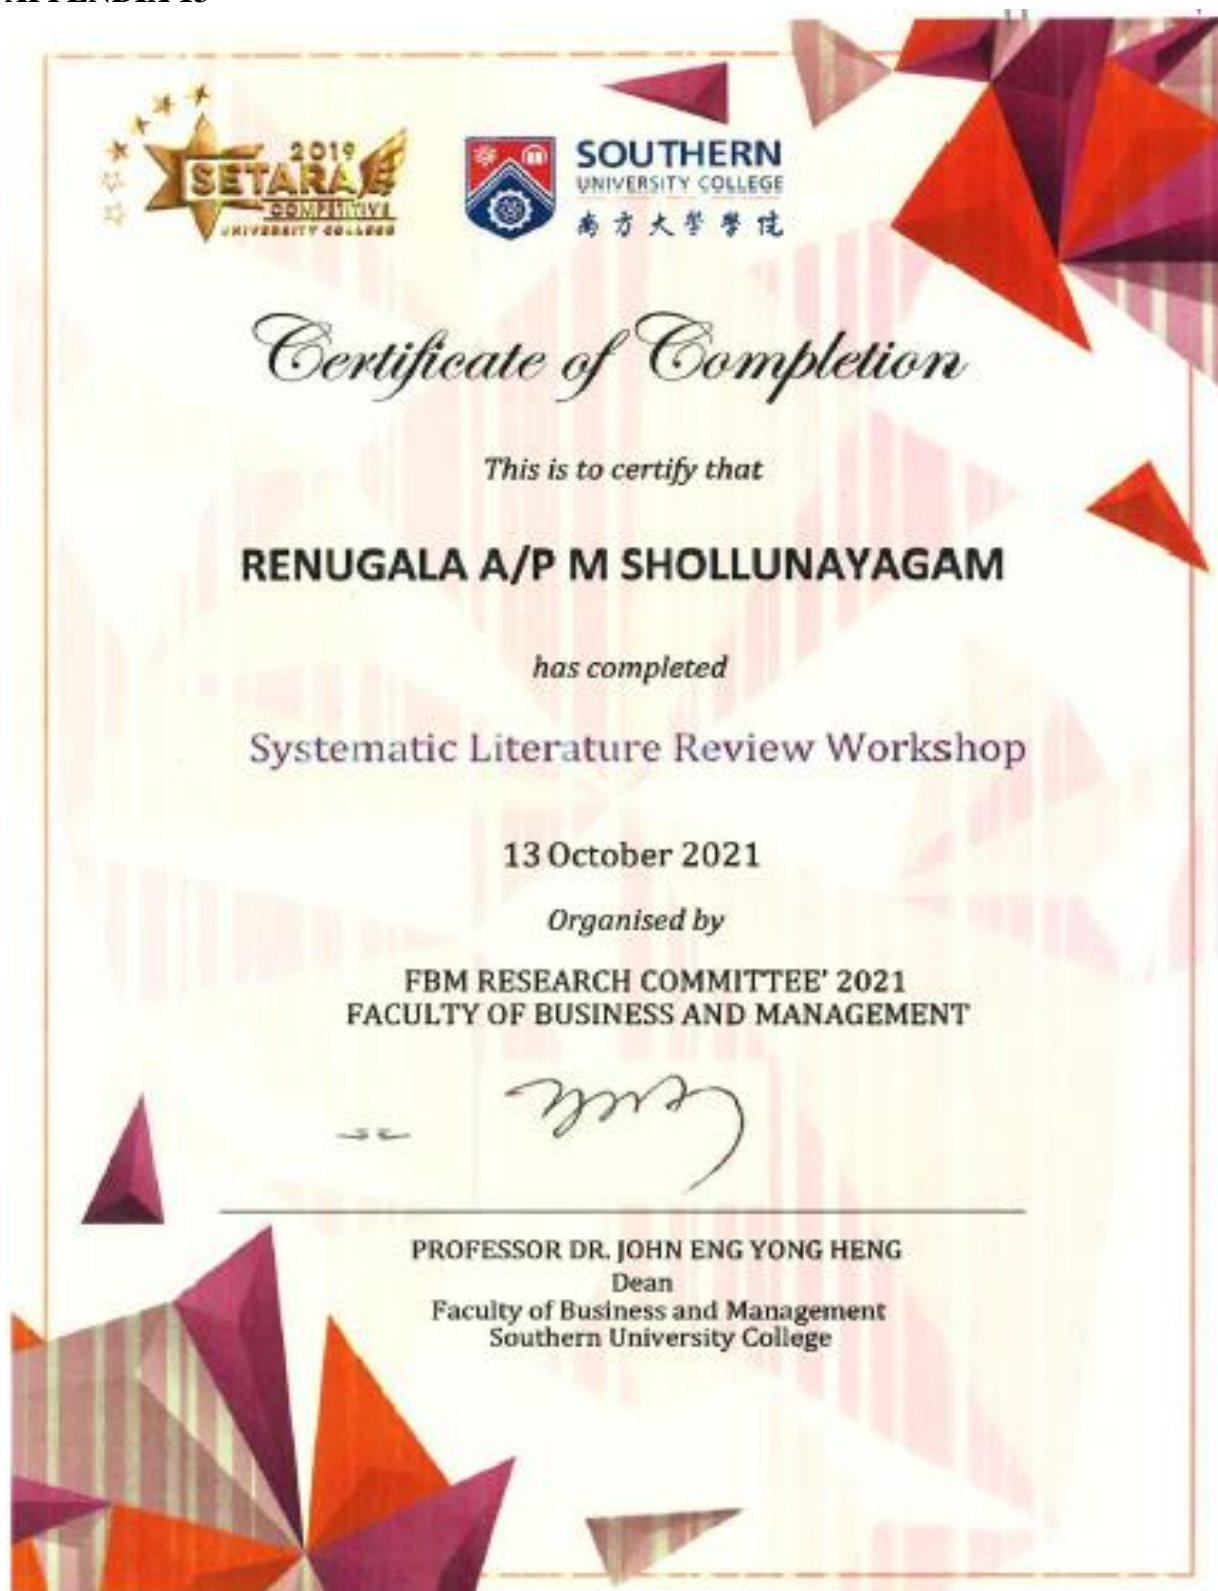 2019
SETARA
COMPETITIVE
UNIVERSITY COLLEGE
SOUTHERN
UNIVERSITY COLLEGE
南方大學學院
Certificate of Completion
This is to certify that
RENUGALA A/P M SHOLLUNAYAGAM
has completed
Systematic Literature Review Workshop
13 October 2021
Organised by
FBM RESEARCH COMMITTEE' 2021
FACULTY OF BUSINESS AND MANAGEMENT
PROFESSOR DR. JOHN ENG YONG HENG
Dean
Faculty of Business and Management
Southern University College